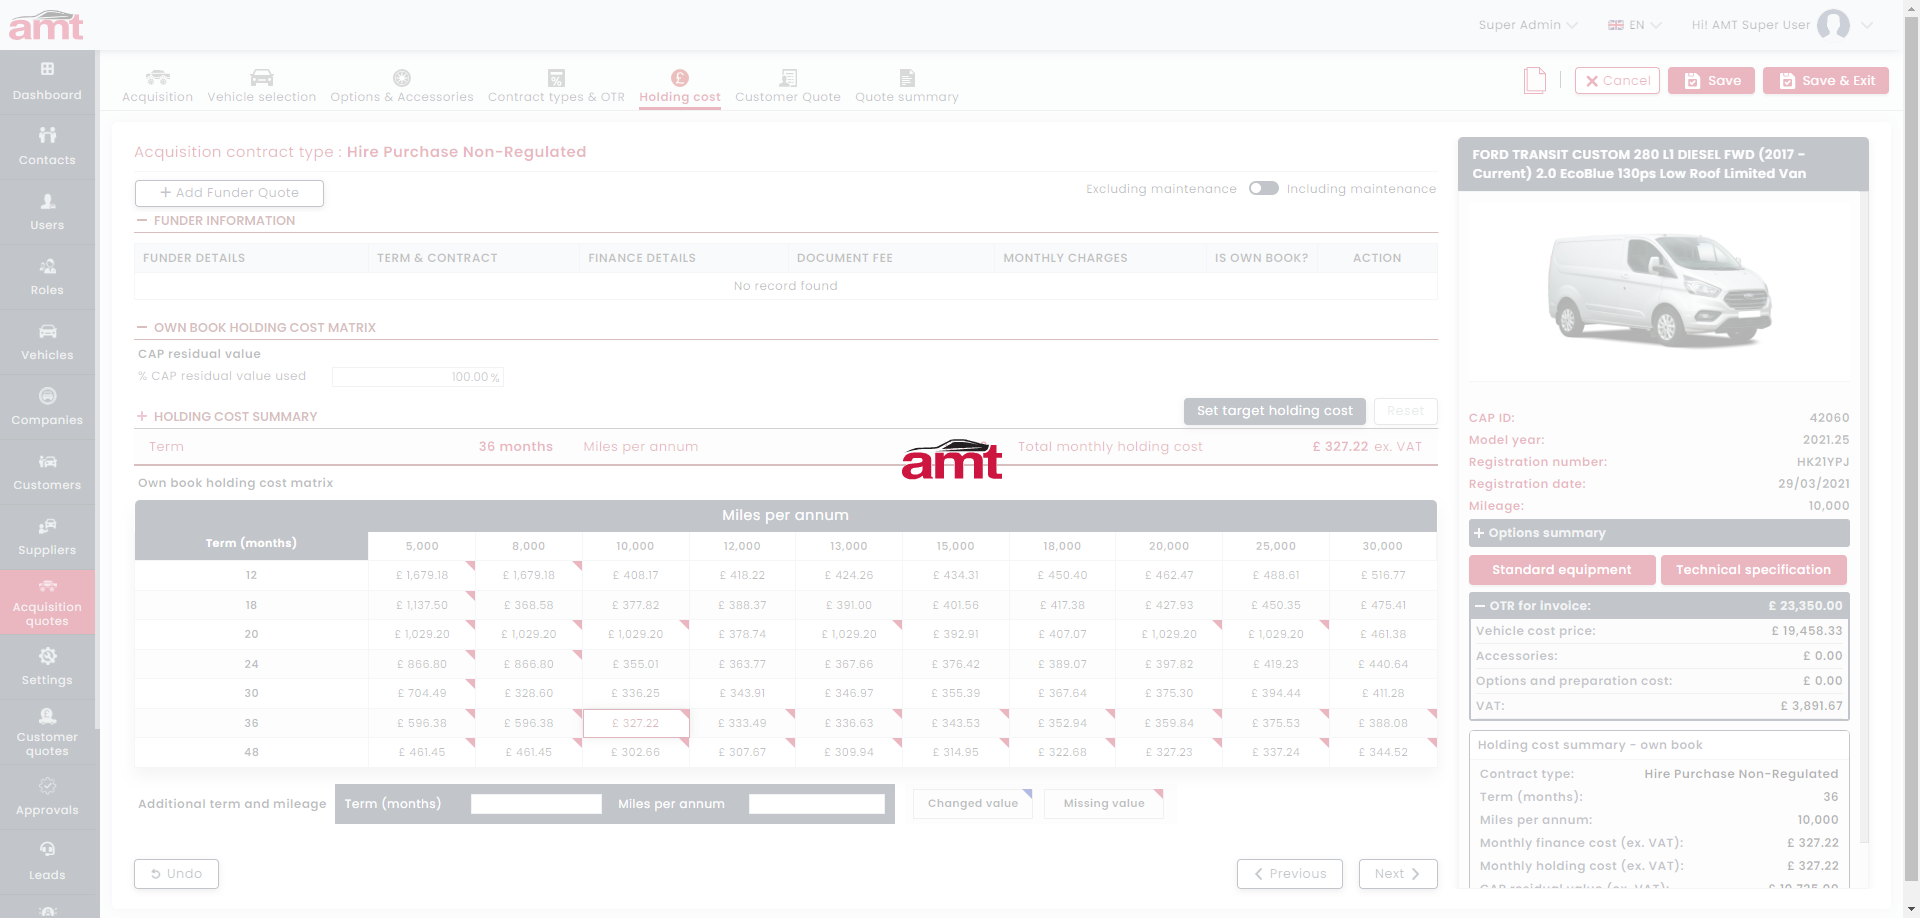 amt
Super Admin
EN
Hi! AMT Super User
Dashboard
Contacts
Users
Roles
Vehicles
Companies
Customers
Suppliers
Acquisition
quotes
Settings
Customer
quotes
Approvals
Leads
Acquisition
Vehicle selection
Options & Accessories
Contract types & OTR
Holding cost
Customer Quote
Quote summary
Cancel
Save
Save & Exit
Acquisition contract type : Hire Purchase Non-Regulated
+ Add Funder Quote
Excluding maintenance
Including maintenance
FUNDER INFORMATION
FUNDER DETAILS TERM & CONTRACT FINANCE DETAILS DOCUMENT FEE MONTHLY CHARGES IS OWN BOOK? ACTION
No record found
OWN BOOK HOLDING COST MATRIX
CAP residual value
% CAP residual value used 100.00 %
HOLDING COST SUMMARY
Set target holding cost
Reset
Term 36 months Miles per annum Total monthly holding cost £ 327.22 ex. VAT
amt
Own book holding cost matrix
Miles per annum
Term (months) 5,000 8,000 10,000 12,000 13,000 15,000 18,000 20,000 25,000 30,000
12 £ 1,679.18 £ 1,679.18 £ 408.17 £ 418.22 £ 424.26 £ 434.31 £ 450.40 £ 462.47 £ 488.61 £ 516.77
18 £ 1,137.50 £ 368.58 £ 377.82 £ 388.37 £ 391.00 £ 401.56 £ 417.38 £ 427.93 £ 450.35 £ 475.41
20 £ 1,029.20 £ 1,029.20 £ 1,029.20 £ 378.74 £ 1,029.20 £ 392.91 £ 407.07 £ 1,029.20 £ 1,029.20 £ 461.38
24 £ 866.80 £ 866.80 £ 355.01 £ 363.77 £ 367.66 £ 376.42 £ 389.07 £ 397.82 £ 419.23 £ 440.64
30 £ 704.49 £ 328.60 £ 336.25 £ 343.91 £ 346.97 £ 355.39 £ 367.64 £ 375.30 £ 394.44 £ 411.28
36 £ 596.38 £ 596.38 £ 327.22 £ 333.49 £ 336.63 £ 343.53 £ 352.94 £ 359.84 £ 375.53 £ 388.08
48 £ 461.45 £ 461.45 £ 302.66 £ 307.67 £ 309.94 £ 314.95 £ 322.68 £ 327.23 £ 337.24 £ 344.52
Additional term and mileage
Term (months)
Miles per annum
Changed value
Missing value
Undo
Previous
Next
FORD TRANSIT CUSTOM 280 L1 DIESEL FWD (2017 -
Current) 2.0 EcoBlue 130ps Low Roof Limited Van
CAP ID: 42060
Model year: 2021.25
Registration number: HK21YPJ
Registration date: 29/03/2021
Mileage: 10,000
Options summary
Standard equipment
Technical specification
OTR for invoice: £ 23,350.00
Vehicle cost price: £ 19,458.33
Accessories: £ 0.00
Options and preparation cost: £ 0.00
VAT: £ 3,891.67
Holding cost summary - own book
Contract type: Hire Purchase Non-Regulated
Term (months): 36
Miles per annum: 10,000
Monthly finance cost (ex. VAT): £ 327.22
Monthly holding cost (ex. VAT): £ 327.22
CAP residual value (ex. VAT):